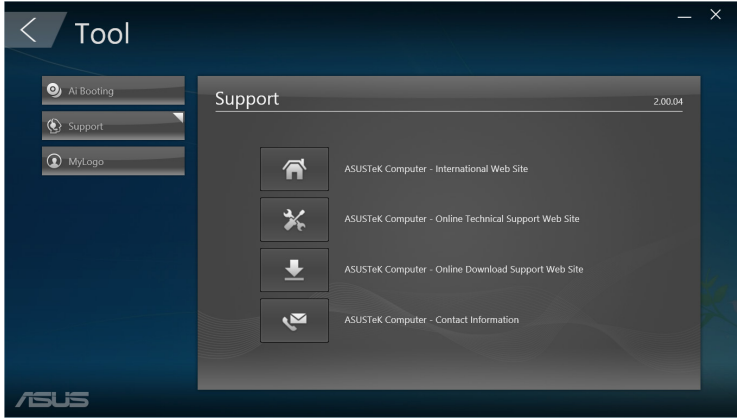 Tool
Ai Booting
Support
MyLogo
Support
2.00.04
ASUSTeK Computer - International Web Site
ASUSTeK Computer - Online Technical Support Web Site
ASUSTeK Computer - Online Download Support Web Site
ASUSTeK Computer - Contact Information
ASUS